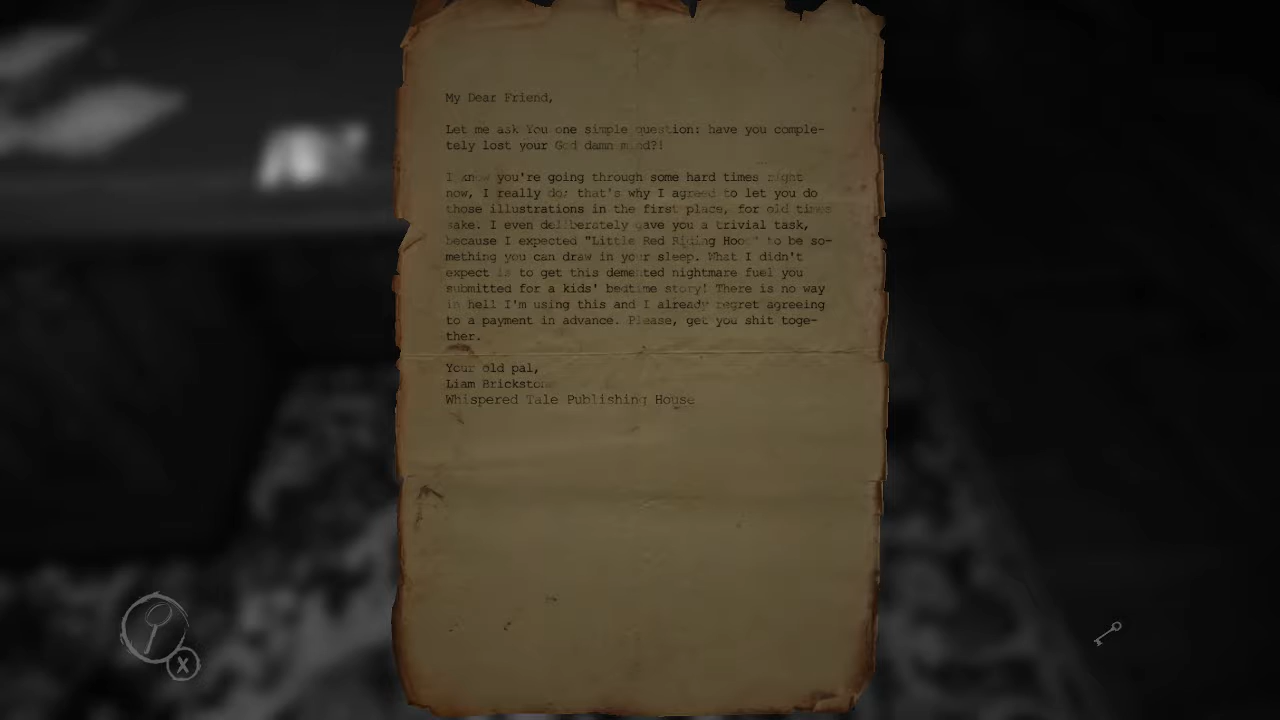 My Dear Friend,
Let me ask You one simple question: have you comple-
tely lost your God damn mind?!
I know you're going through some hard times right
now, I really do; that's why I agreed to let you do
those illustrations in the first place, for old times
sake. I even deliberately gave you a trivial task,
because I expected "Little Red Riding Hood" to be so-
mething you can draw in your sleep. What I didn't
expect is to get this demented nightmare fuel you
submitted for a kids' bedtime story! There is no way
in hell I'm using this and I already regret agreeing
to a payment in advance. Please, get you shit toge-
ther.
Your old pal,
Liam Brickstone
Whispered Tale Publishing House
X